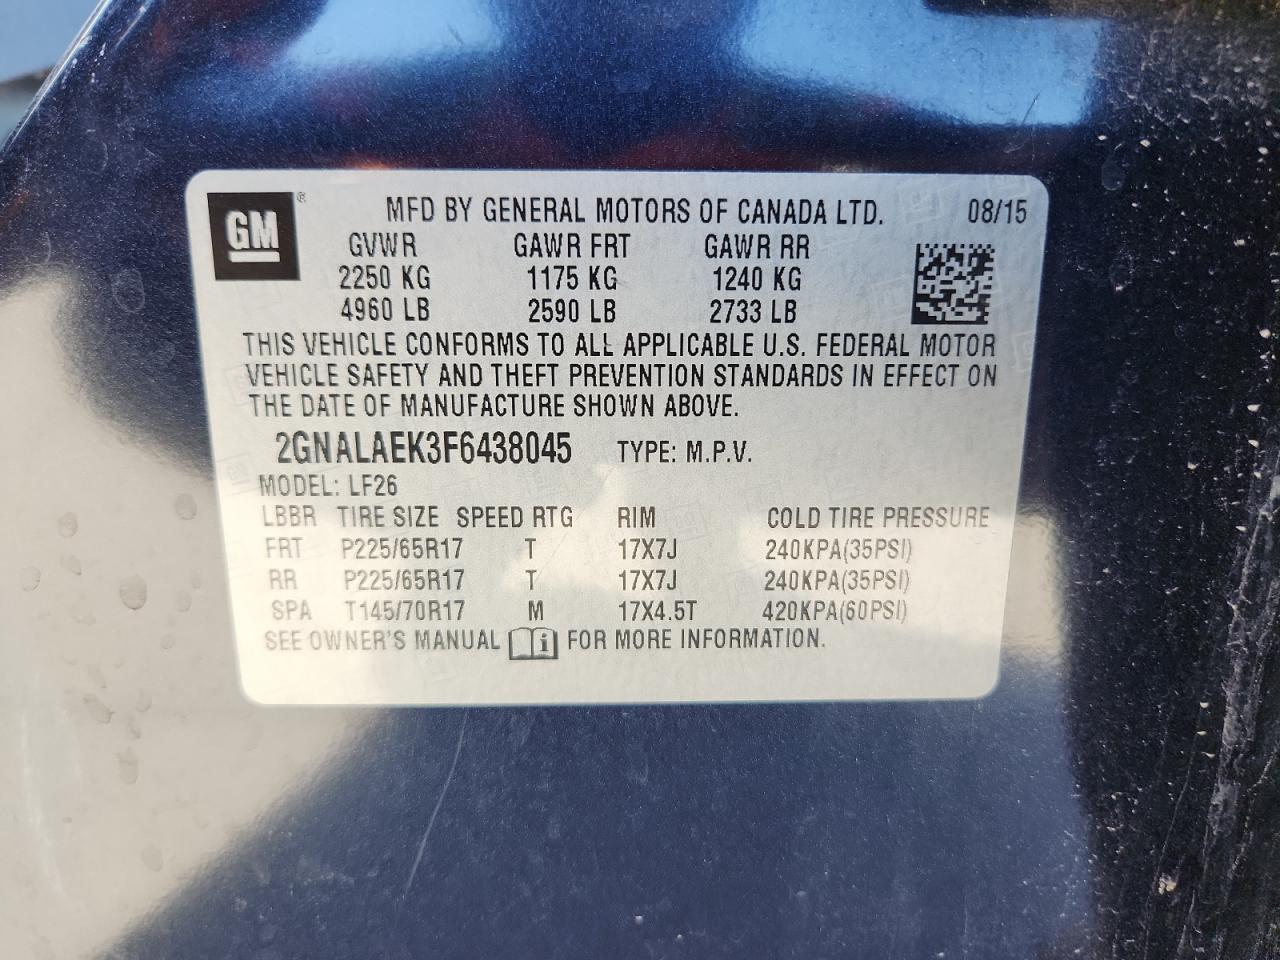 GM ® MFD BY GENERAL MOTORS OF CANADA LTD. 08/15
GVWR GAWR FRT GAWR RR
2250 KG 1175 KG 1240 KG
4960 LB 2590 LB 2733 LB
THIS VEHICLE CONFORMS TO ALL APPLICABLE U.S. FEDERAL MOTOR
VEHICLE SAFETY AND THEFT PREVENTION STANDARDS IN EFFECT ON
THE DATE OF MANUFACTURE SHOWN ABOVE.
2GNALAEK3F6438045 TYPE: M.P.V.
MODEL: LF26
LBBR TIRE SIZE SPEED RTG RIM COLD TIRE PRESSURE
FRT P225/65R17 T 17X7J 240KPA(35PSI)
RR P225/65R17 T 17X7J 240KPA(35PSI)
SPA T145/70R17 M 17X4.5T 420KPA(60PSI)
SEE OWNER'S MANUAL i FOR MORE INFORMATION.